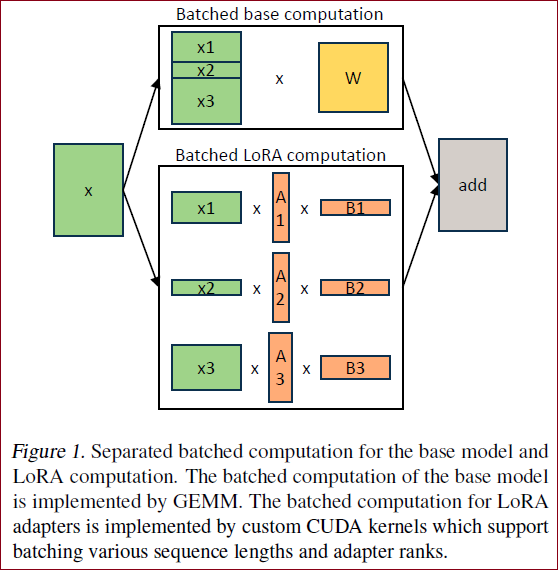 Batched base computation
x1
x2
x3
x
W
x
add
Batched LoRA computation
x1 x A1 x B1
x2 x A2 x B2
x3 x A3 x B3
Figure 1. Separated batched computation for the base model and
LoRA computation. The batched computation of the base model
is implemented by GEMM. The batched computation for LoRA
adapters is implemented by custom CUDA kernels which support
batching various sequence lengths and adapter ranks.